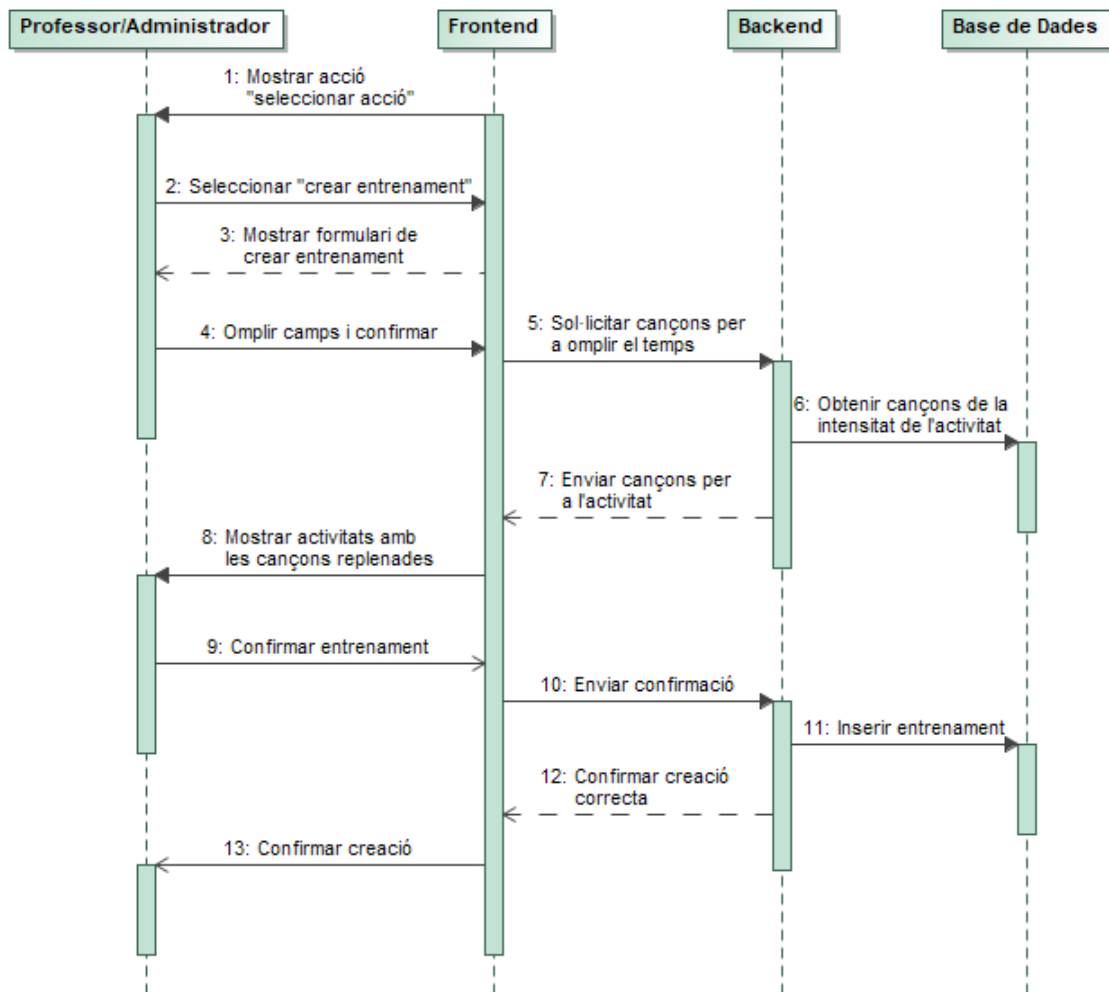 Professor/Administrador
Frontend
Backend
Base de Dades
1: Mostrar acció
"seleccionar acció"
2: Seleccionar "crear entrenament"
3: Mostrar formulari de
crear entrenament
4: Omplir camps i confirmar
5: Sol·licitar cançons per
a omplir el temps
6: Obtenir cançons de la
intensitat de l'activitat
7: Enviar cançons per
a l'activitat
8: Mostrar activitats amb
les cançons replenades
9: Confirmar entrenament
10: Enviar confirmació
11: Inserir entrenament
12: Confirmar creació
correcta
13: Confirmar creació